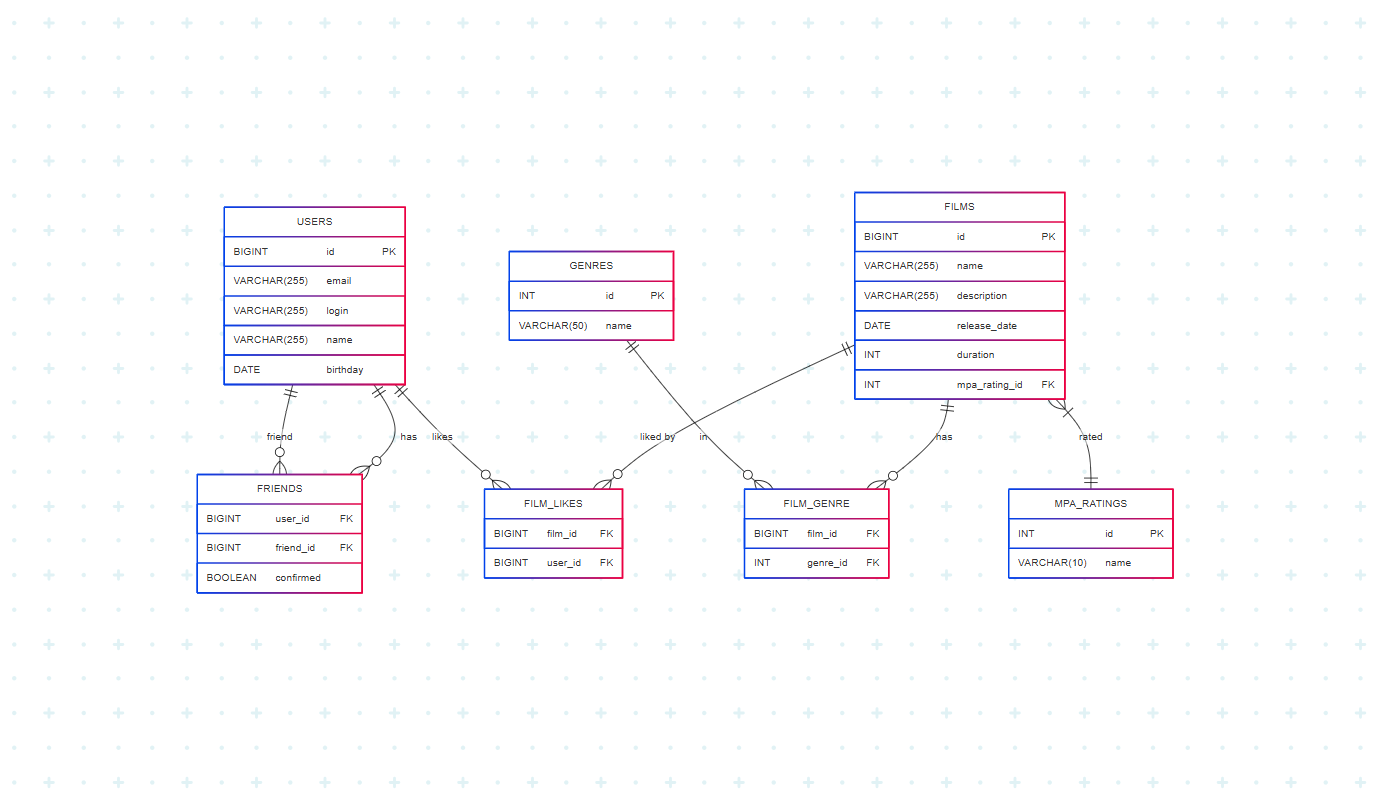 USERS
BIGINT id PK
VARCHAR(255) email
VARCHAR(255) login
VARCHAR(255) name
DATE birthday
GENRES
INT id PK
VARCHAR(50) name
FILMS
BIGINT id PK
VARCHAR(255) name
VARCHAR(255) description
DATE release_date
INT duration
INT mpa_rating_id FK
friend
has
likes
liked by
in
has
rated
FRIENDS
BIGINT user_id FK
BIGINT friend_id FK
BOOLEAN confirmed
FILM_LIKES
BIGINT film_id FK
BIGINT user_id FK
FILM_GENRE
BIGINT film_id FK
INT genre_id FK
MPA_RATINGS
INT id PK
VARCHAR(10) name